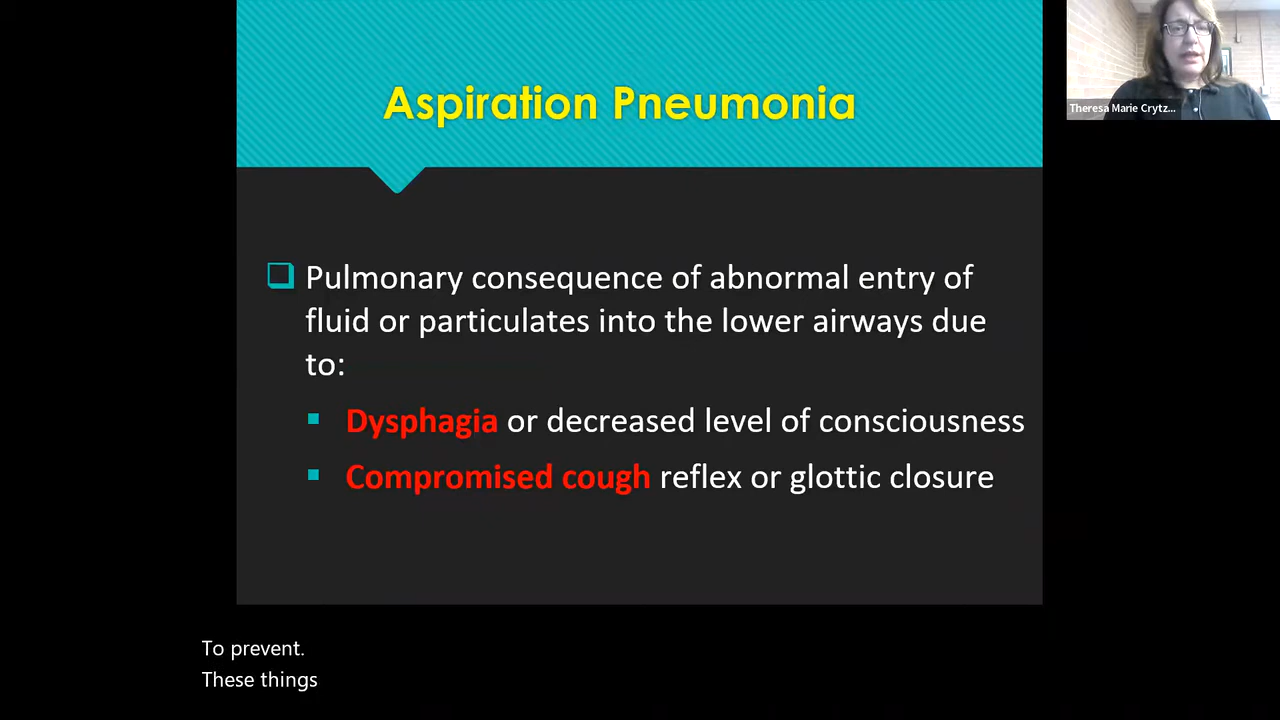 Aspiration Pneumonia
Theresa Marie Crytz...
Pulmonary consequence of abnormal entry of
fluid or particulates into the lower airways due
to:
Dysphagia or decreased level of consciousness
Compromised cough reflex or glottic closure
To prevent.
These things